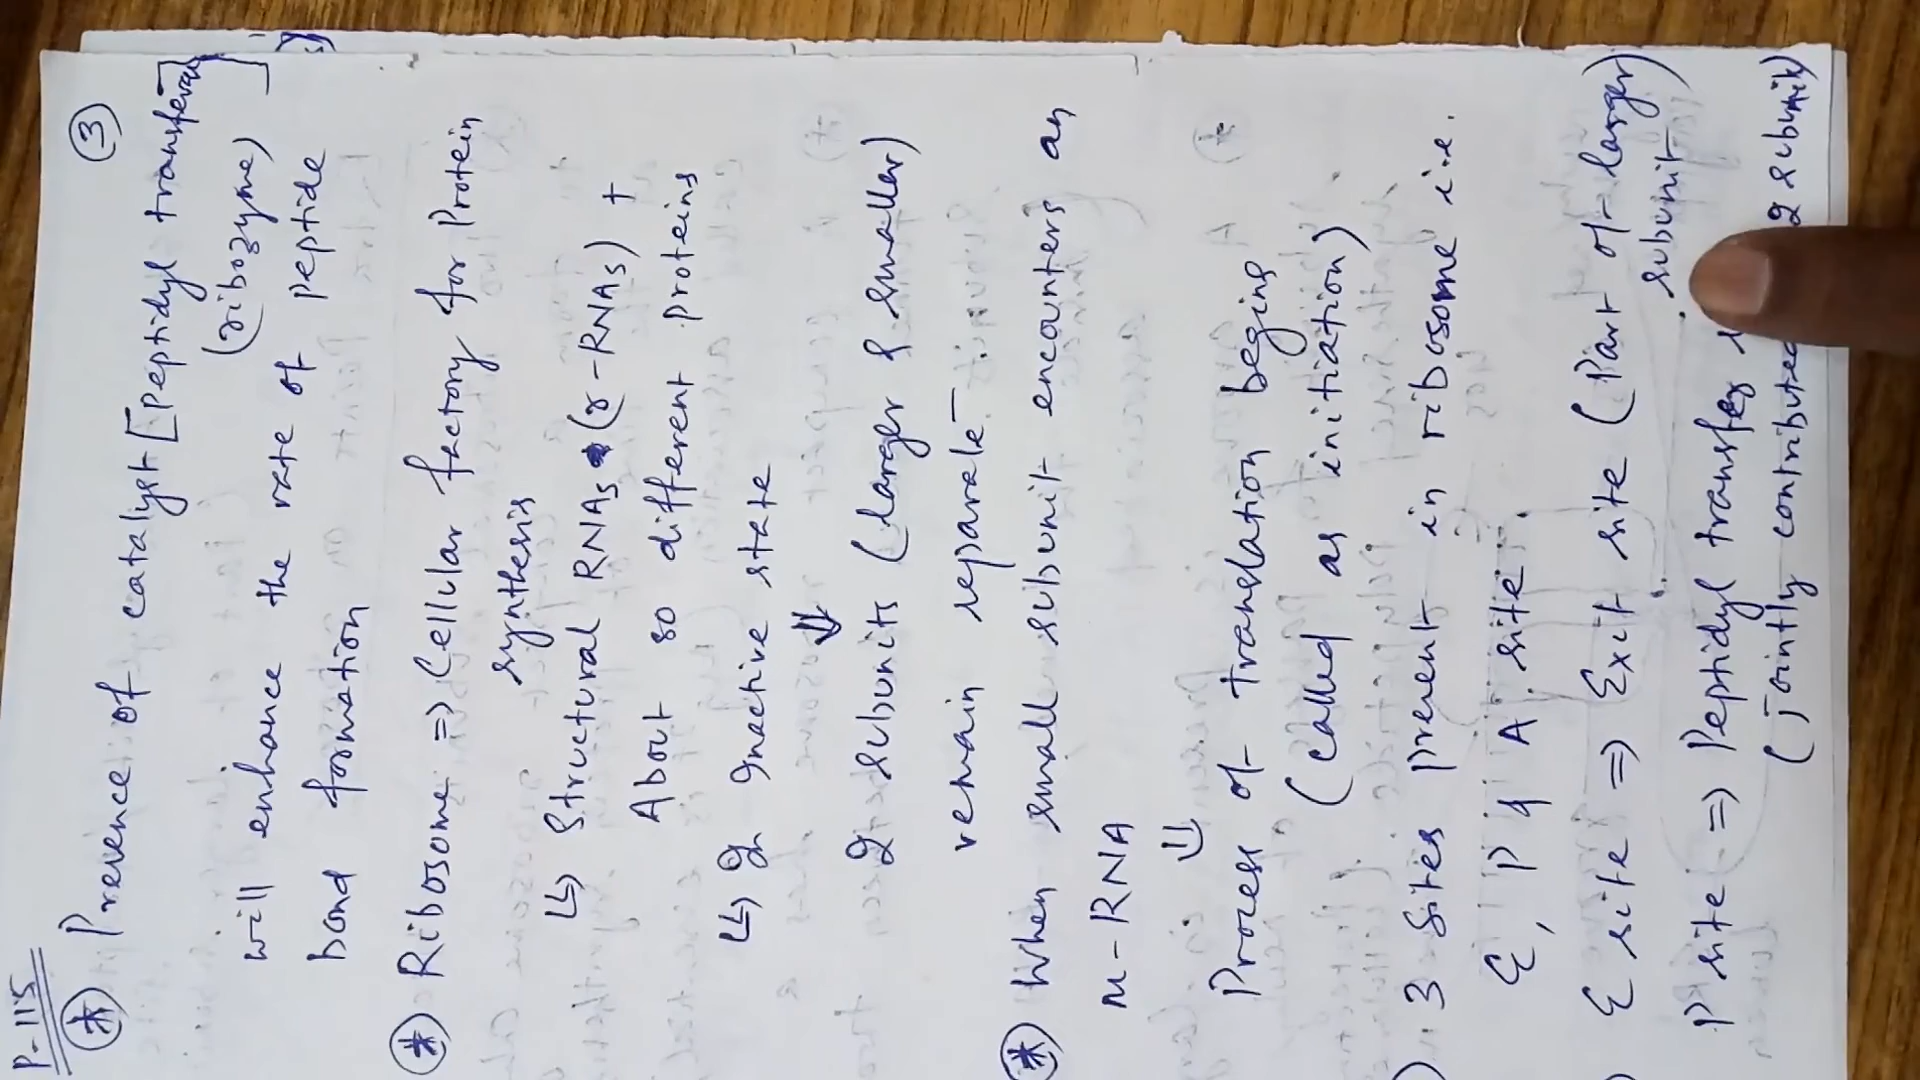 P-115
③
* Presence of catalyst [Peptidyl transferase]
(ribozyme)
will enhance the rate of peptide
bond formation
* Ribosome => Cellular factory for Protein
synthesis
↳ Structural RNAs (r-RNAs) +
About 80 different proteins
↳ In Inactive state
⇓
2 subunits (larger & smaller)
remain separate
* When small subunit encounters an
m-RNA
⇓
Process of translation begins
(called as initiation)
3 sites present in ribosome i.e.
E, P & A site.
E site => Exit site (Part of larger)
subunit
P site => Peptidyl transfer
(jointly contributed 2 subunits)